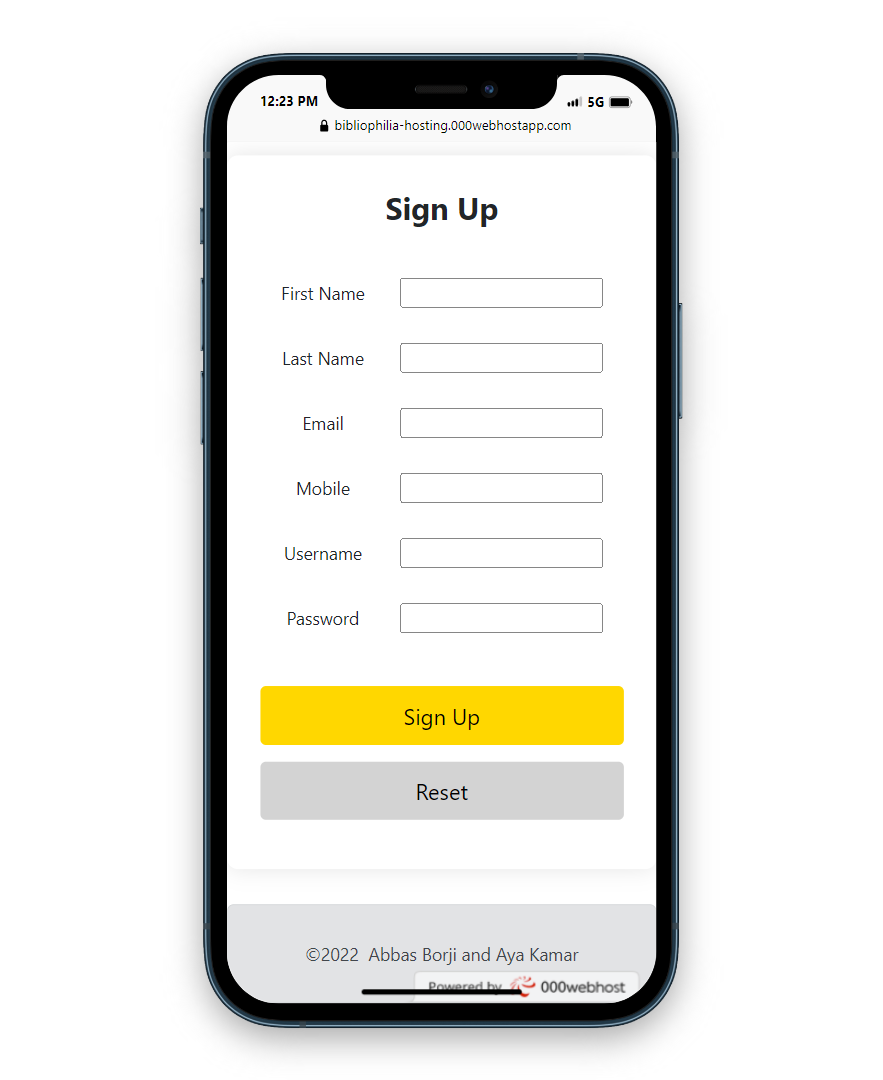 12:23 PM 5G
bibliophilia-hosting.000webhostapp.com
Sign Up
First Name
Last Name
Email
Mobile
Username
Password
Sign Up
Reset
©2022 Abbas Borji and Aya Kamar
Powered by 000webhost